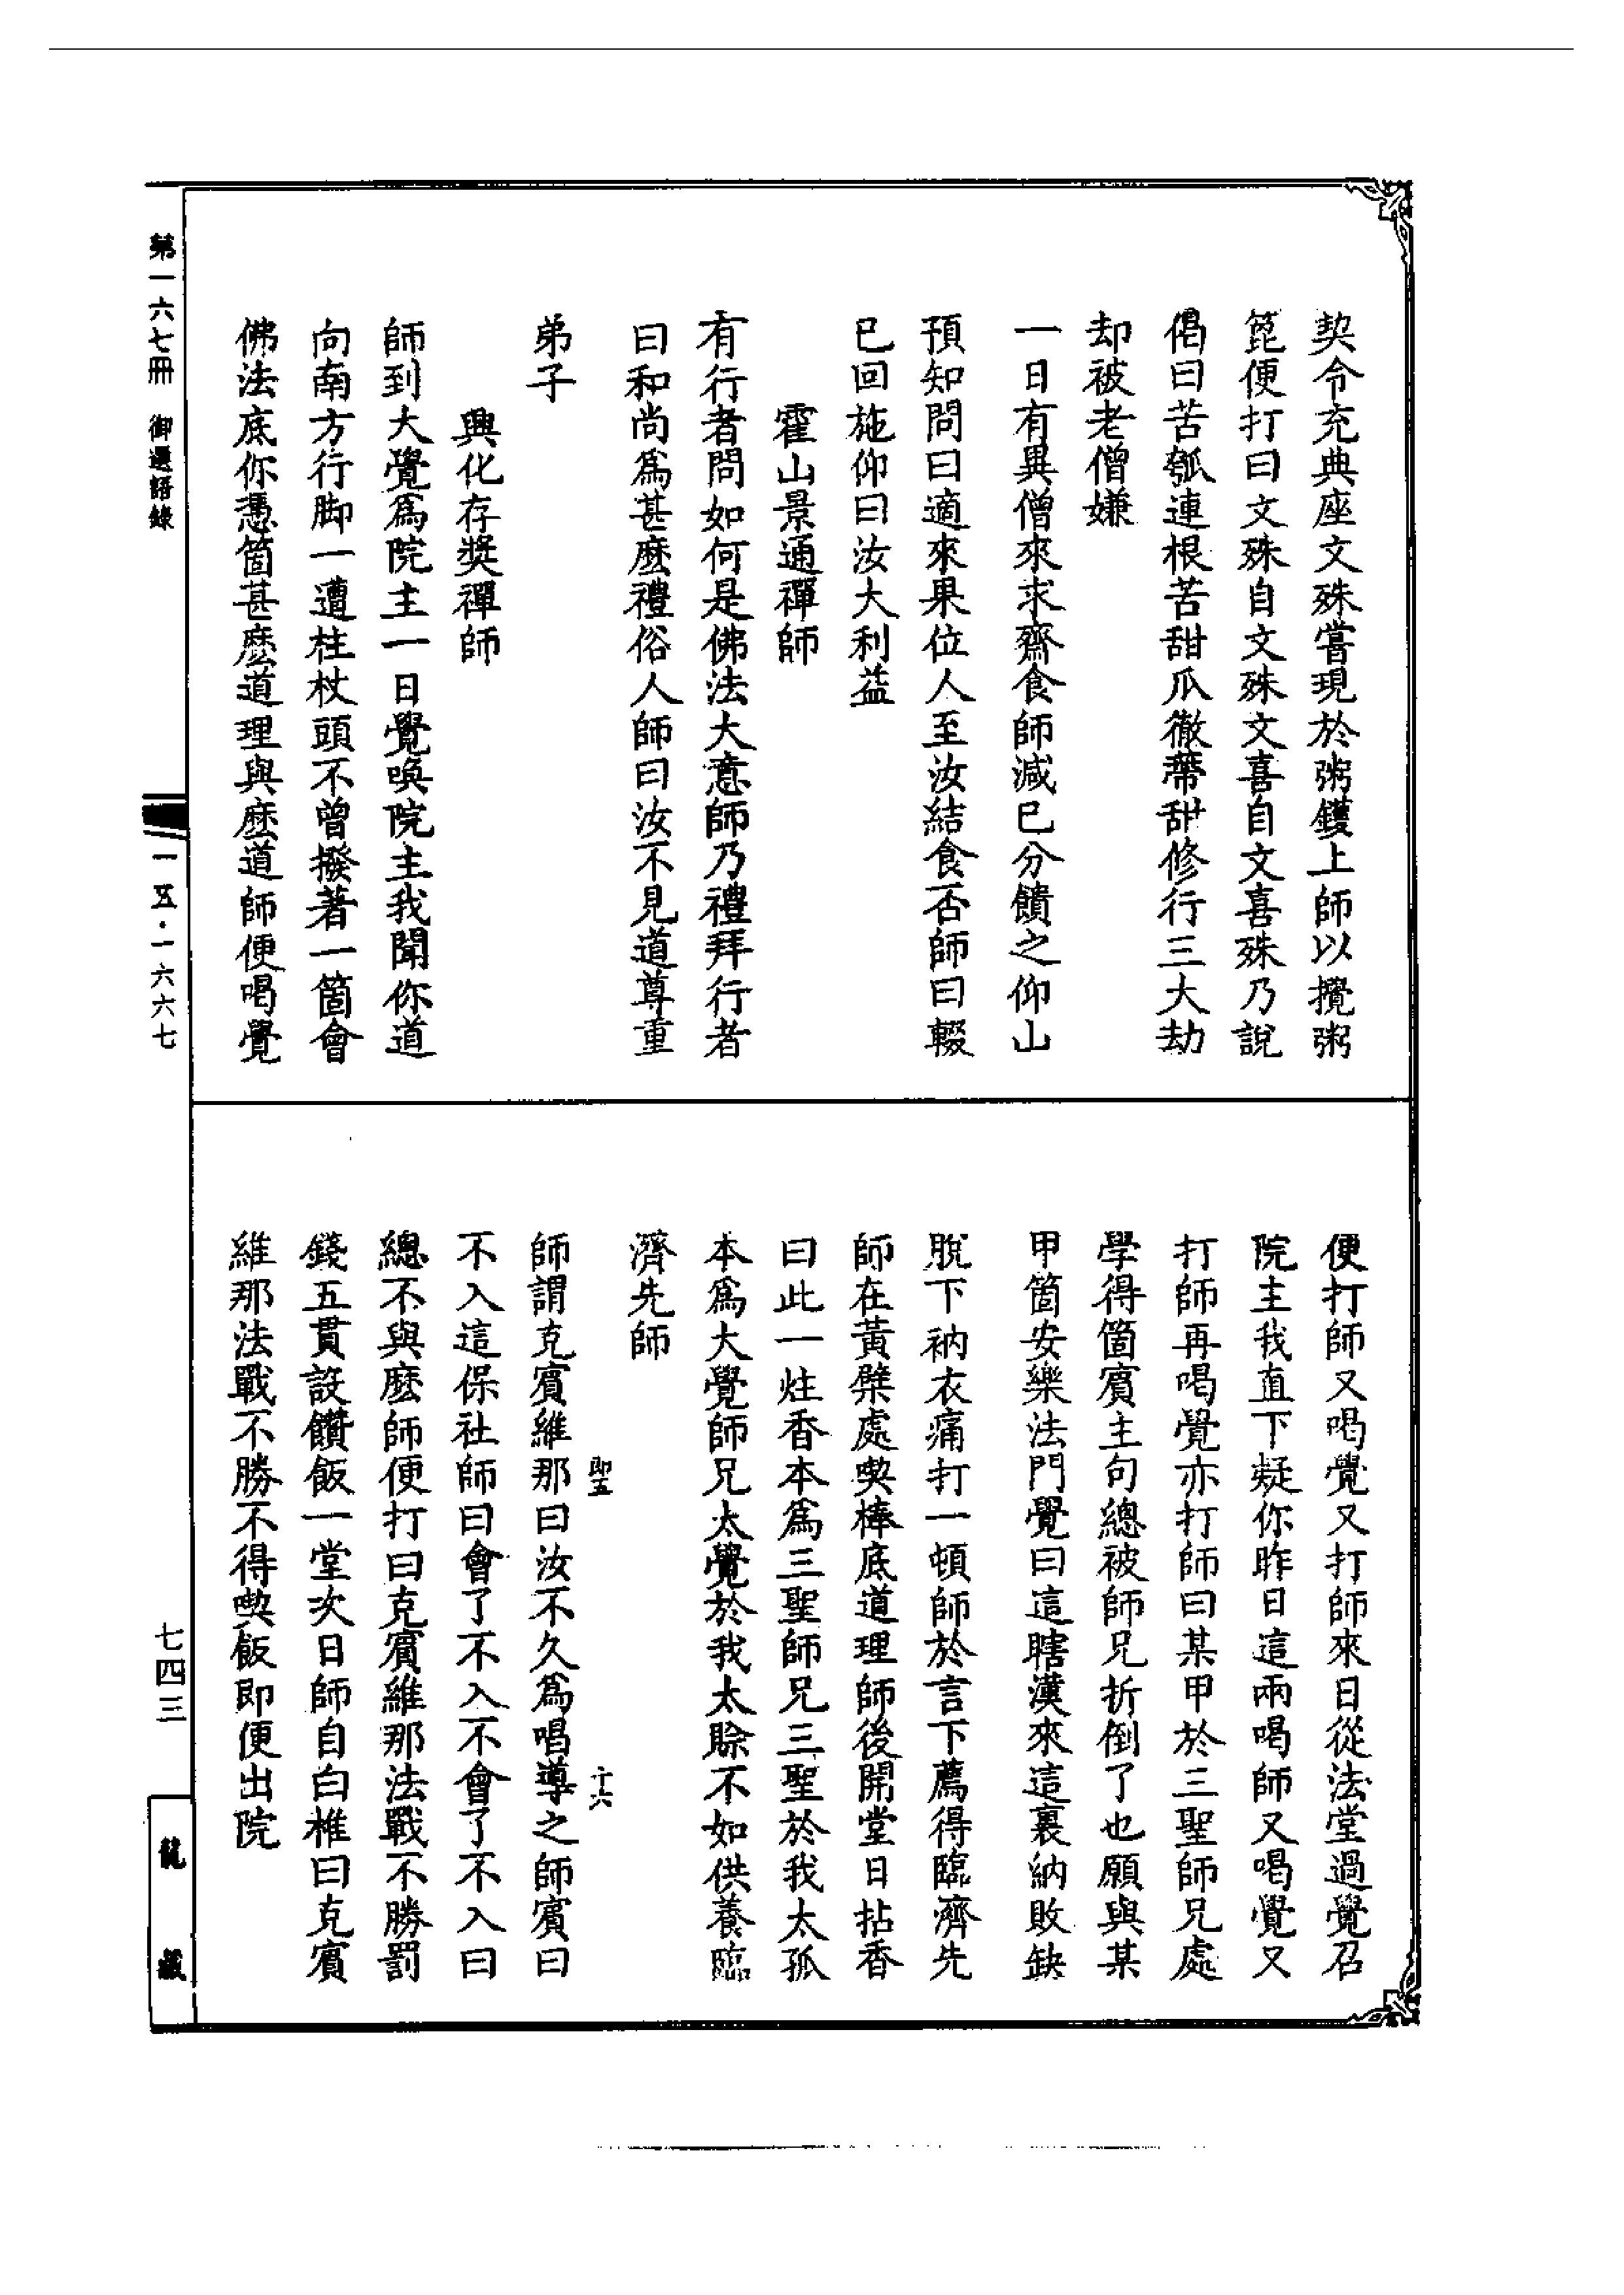 契令充典座文殊嘗現於粥鑊上師以攪粥
箆便打曰文殊自文殊文喜自文喜殊乃說
偈曰苦瓠連根苦甜瓜徹蔕甜修行三大劫
却被老僧嫌
一日有異僧來求齋食師減已分饋之仰山
預知問曰適來果位人至汝結食否師曰輟
已回施仰曰汝大利益
霍山景通禪師
有行者問如何是佛法大意師乃禮拜行者
曰和尚爲甚麽禮俗人師曰汝不見道尊重
弟子
興化存奬禪師
師到大覺爲院主一日覺喚院主我聞你道
向南方行脚一遭柱杖頭不曾撥著一箇會
佛法底你憑箇甚麽道理與麽道師便喝覺
便打師又喝覺又打師來日從法堂過覺召
院主我直下疑你昨日這兩喝師又喝覺又
打師再喝覺亦打師曰某甲於三聖師兄處
學得箇賓主句總被師兄折倒了也願與某
甲箇安樂法門覺曰這瞎漢來這裏納敗缺
脫下衲衣痛打一頓師於言下薦得臨濟先
師在黃檗處喫棒底道理師後開堂日拈香
曰此一炷香本爲三聖師兄三聖於我太孤
本爲大覺師兄太覺於我太賒不如供養臨
濟先師
師謂克賓維那曰汝不久爲唱導之師賓曰
不入這保社師曰會了不入不會了不入曰
總不與麽師便打曰克賓維那法戰不勝罰
錢五貫設饡飯一堂次日師自白椎曰克賓
維那法戰不勝不得喫飯即便出院
十六
第一六七冊 御選語錄
一五·一六六七
七四三
龍藏